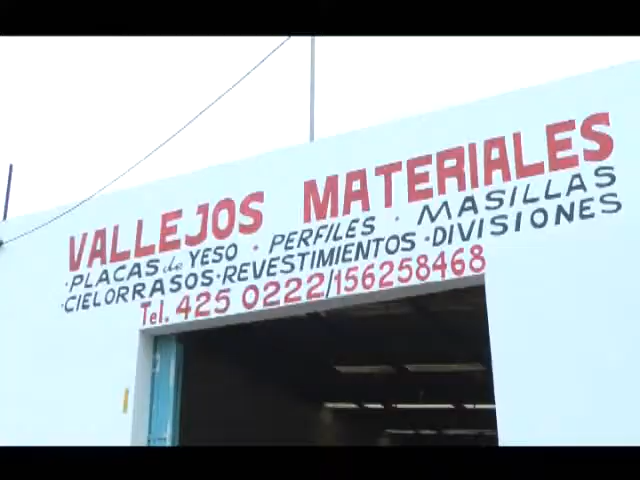 VALLEJOS MATERIALES
·PLACAS de YESO · PERFILES · MASILLAS
·CIELORRASOS·REVESTIMIENTOS·DIVISIONES
Tel. 425 0222/156258468